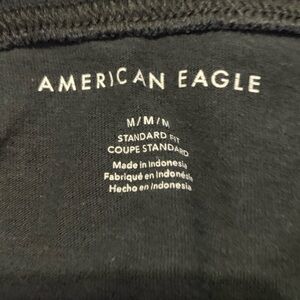 AMERICAN EAGLE
M/M/M
STANDARD FIT
COUPE STANDARD
Made in Indonesia
Fabriqué en Indonésie
Hecho en Indonesia